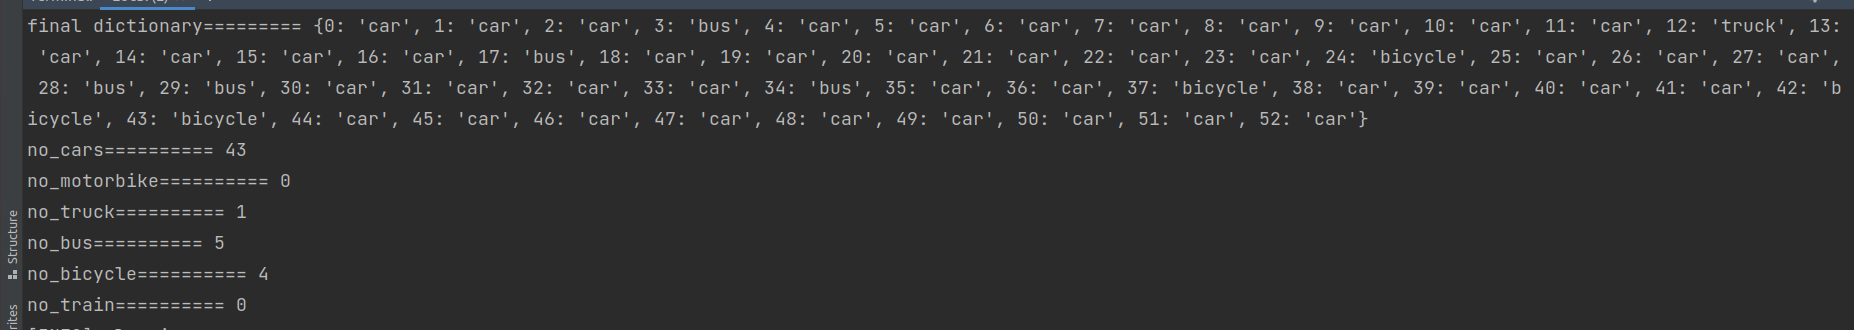 final dictionary========= {0: 'car', 1: 'car', 2: 'car', 3: 'bus', 4: 'car', 5: 'car', 6: 'car', 7: 'car', 8: 'car', 9: 'car', 10: 'car', 11: 'car', 12: 'truck', 13:
'car', 14: 'car', 15: 'car', 16: 'car', 17: 'bus', 18: 'car', 19: 'car', 20: 'car', 21: 'car', 22: 'car', 23: 'car', 24: 'bicycle', 25: 'car', 26: 'car', 27: 'car',
28: 'bus', 29: 'bus', 30: 'car', 31: 'car', 32: 'car', 33: 'car', 34: 'bus', 35: 'car', 36: 'car', 37: 'bicycle', 38: 'car', 39: 'car', 40: 'car', 41: 'car', 42: 'b
icycle', 43: 'bicycle', 44: 'car', 45: 'car', 46: 'car', 47: 'car', 48: 'car', 49: 'car', 50: 'car', 51: 'car', 52: 'car'}
no_cars========== 43
no_motorbike========== 0
no_truck========== 1
no_bus========== 5
no_bicycle========== 4
no_train========== 0
Structure